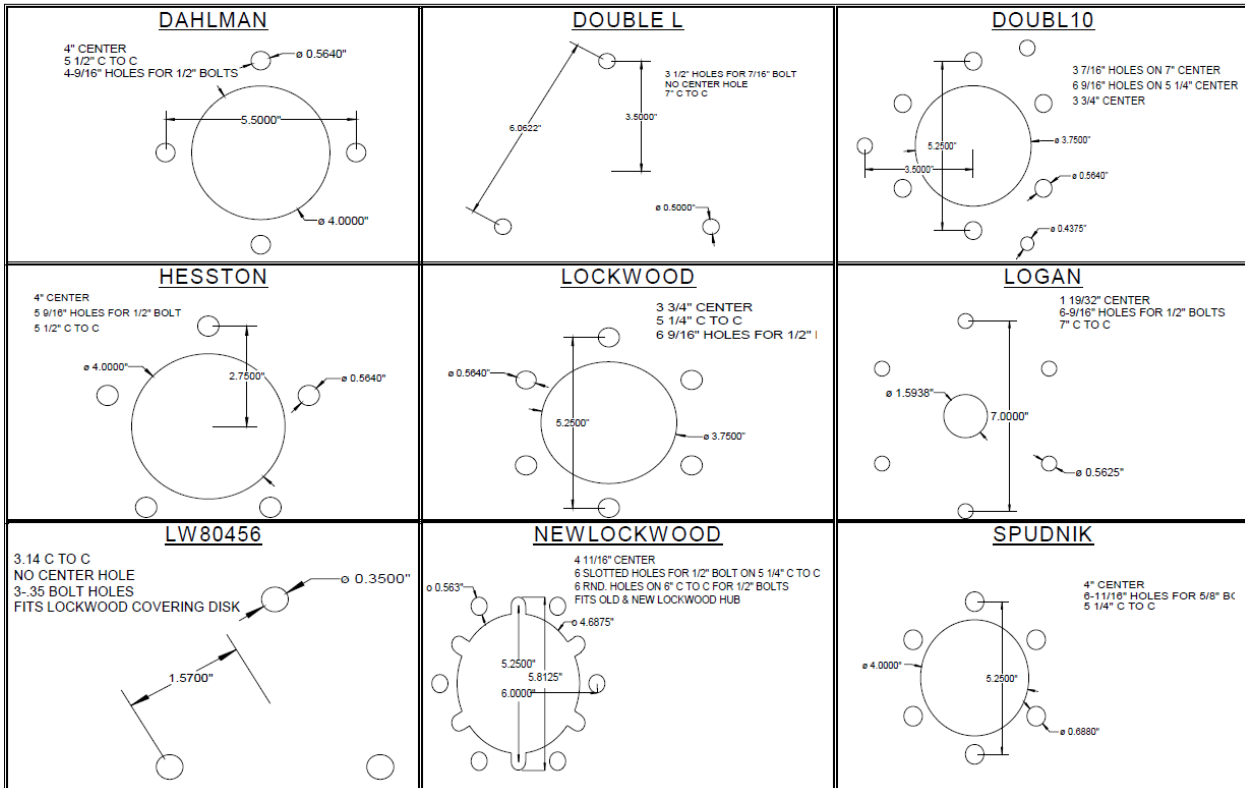 DAHLMAN
4" CENTER
5 1/2" C TO C
4-9/16" HOLES FOR 1/2" BOLTS
ø 0.5640"
5.5000"
ø 4.0000"
DOUBLE L
3 1/2" HOLES FOR 7/16" BOLT
NO CENTER HOLE
7" C TO C
6.0622"
3.5000"
ø 0.5000"
DOUBL10
3 7/16" HOLES ON 7" CENTER
6 9/16" HOLES ON 5 1/4" CENTER
3 3/4" CENTER
ø 3.7500"
5.2500"
3.5000"
ø 0.5640"
ø 0.4375"
HESSTON
4" CENTER
5 9/16" HOLES FOR 1/2" BOLT
5 1/2" C TO C
ø 4.0000"
2.7500"
ø 0.5640"
LOCKWOOD
3 3/4" CENTER
5 1/4" C TO C
6 9/16" HOLES FOR 1/2"
ø 0.5640"
5.2500"
ø 3.7500"
LOGAN
1 19/32" CENTER
6-9/16" HOLES FOR 1/2" BOLTS
7" C TO C
ø 1.5938"
7.0000"
ø 0.5625"
LW80456
3.14 C TO C
NO CENTER HOLE
3-.35 BOLT HOLES
FITS LOCKWOOD COVERING DISK
ø 0.3500"
1.5700"
NEWLOCKWOOD
4 11/16" CENTER
6 SLOTTED HOLES FOR 1/2" BOLT ON 5 1/4" C TO C
6 RND. HOLES ON 6" C TO C FOR 1/2" BOLTS
FITS OLD & NEW LOCKWOOD HUB
ø 0.563"
ø 4.6875"
5.2500"
5.8125"
6.0000"
SPUDNIK
4" CENTER
6-11/16" HOLES FOR 5/8"
5 1/4" C TO C
ø 4.0000"
5.2500"
ø 0.6880"